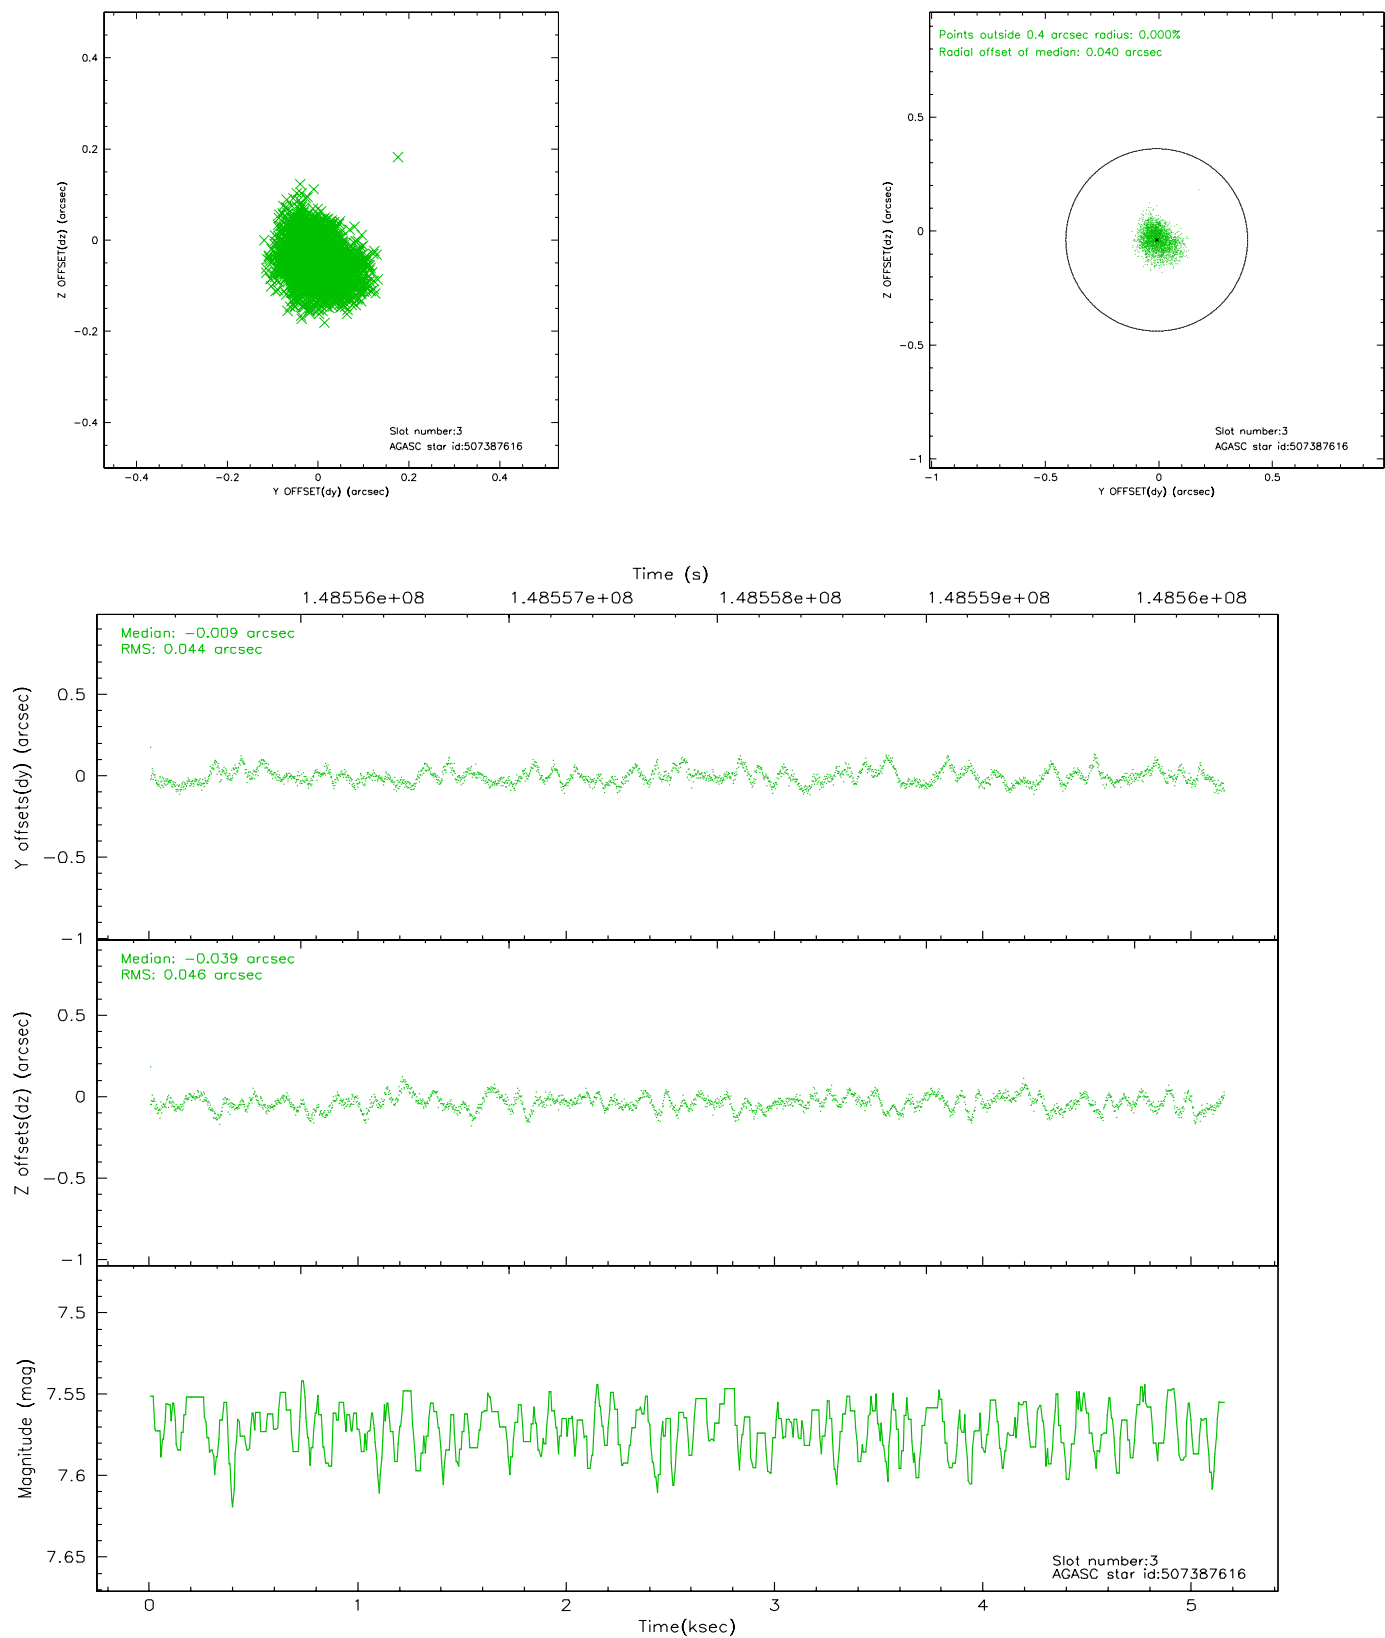 0.4
0.2
0
−0.2
−0.4
Z OFFSET(dz) (arcsec)
Slot number:3
AGASC star id:507387616
−0.4
−0.2
0
0.2
0.4
Y OFFSET(dy) (arcsec)
Points outside 0.4 arcsec radius: 0.000%
Radial offset of median: 0.040 arcsec
0.5
0
−0.5
−1
Z OFFSET(dz) (arcsec)
Slot number:3
AGASC star id:507387616
−1
−0.5
0
0.5
Y OFFSET(dy) (arcsec)
Time (s)
1.48556e+08
1.48557e+08
1.48558e+08
1.48559e+08
1.4856e+08
Median: −0.009 arcsec
RMS: 0.044 arcsec
0.5
0
−0.5
−1
Y offsets(dy) (arcsec)
Median: −0.039 arcsec
RMS: 0.046 arcsec
0.5
0
−0.5
−1
Z offsets(dz) (arcsec)
7.5
7.55
7.6
7.65
Magnitude (mag)
Slot number:3
AGASC star id:507387616
0
1
2
3
4
5
Time(ksec)